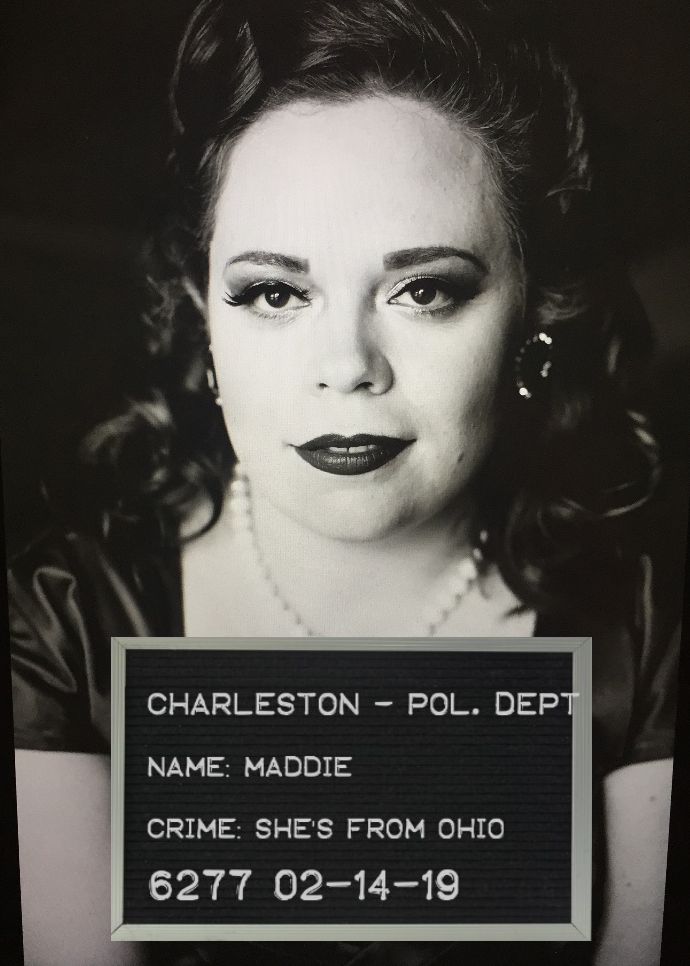 CHARLESTON - POL. DEPT
NAME: MADDIE
CRIME: SHE'S FROM OHIO
6277 02-14-19